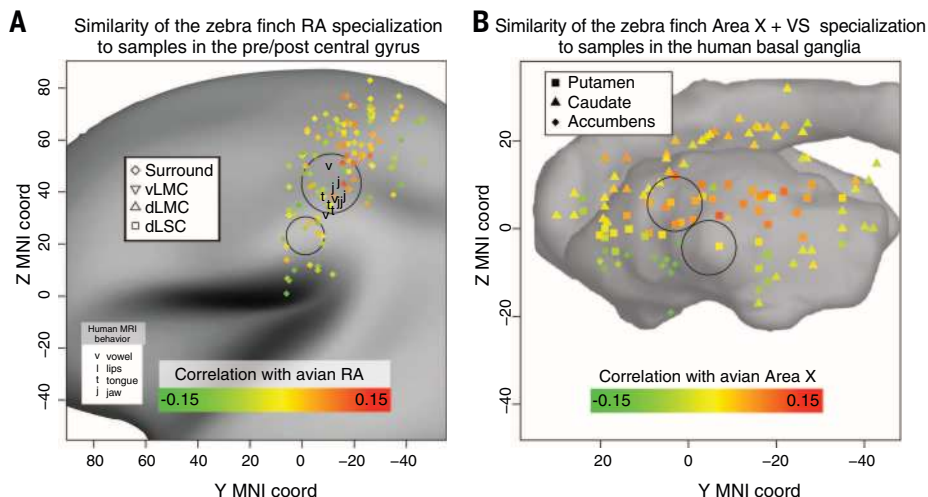 A
Similarity of the zebra finch RA specialization
to samples in the pre/post central gyrus
80
60
40
20
0
-20
-40
Z MNI coord
Surround
vLMC
dLMC
dLSC
v
j
j
t
j
v
j
v
t
Human MRI
behavior
v vowel
l lips
t tongue
j jaw
Correlation with avian RA
-0.15 0.15
80 60 40 20 0 -20 -40
Y MNI coord
B
Similarity of the zebra finch Area X + VS specialization
to samples in the human basal ganglia
20
0
-20
-40
Z MNI coord
Putamen
Caudate
Accumbens
Correlation with avian Area X
-0.15 0.15
20 0 -20 -40
Y MNI coord